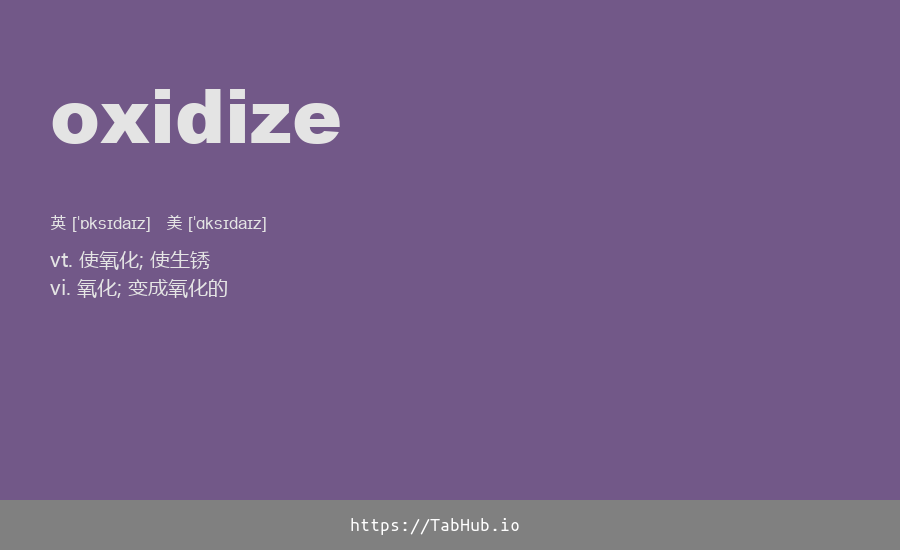 oxidize
英 [ˈɒksɪdaɪz] 美 [ˈɑksɪdaɪz]
vt. 使氧化; 使生锈
vi. 氧化; 变成氧化的
https://TabHub.io